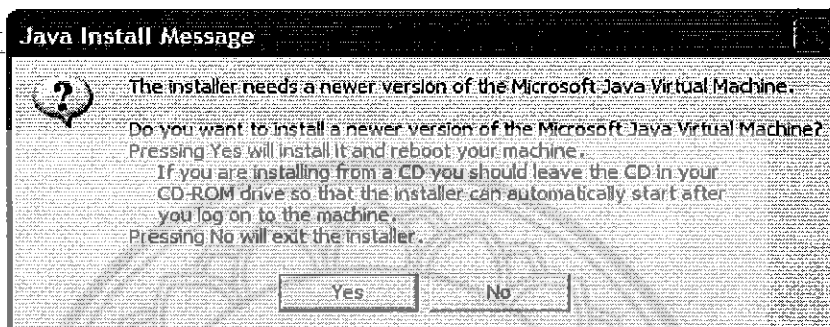 Java Install Message
The installer needs a newer version of the Microsoft Java Virtual Machine.
Do you want to install a newer version of the Microsoft Java Virtual Machine?
Pressing Yes will install it and reboot your machine.
If you are installing from a CD you should leave the CD in your
CD-ROM drive so that the installer can automatically start after
you log on to the machine.
Pressing No will exit the installer.
Yes No